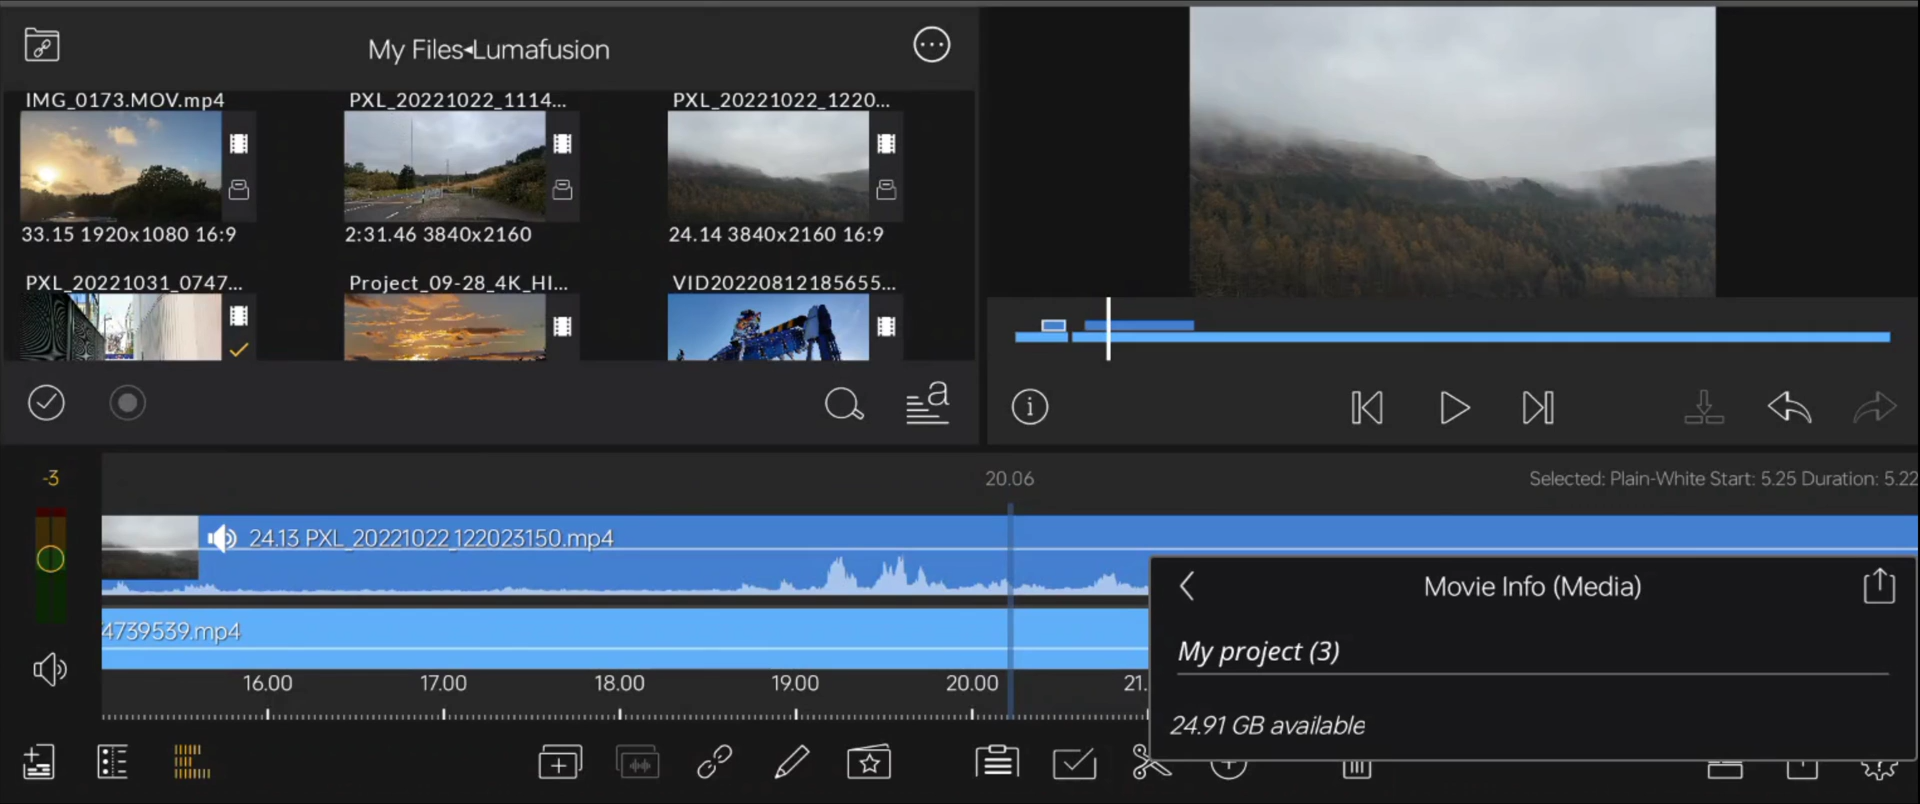 My Files◂Lumafusion
IMG_0173.MOV.mp4
PXL_20221022_1114...
PXL_20221022_1220...
33.15 1920x1080 16:9
2:31.46 3840x2160
24.14 3840x2160 16:9
PXL_20221031_0747...
Project_09-28_4K_HI...
VID20220812185655...
a
i
-3
20.06
Selected: Plain-White Start: 5.25 Duration: 5.22
24.13 PXL_20221022_122023150.mp4
4739539.mp4
16.00
17.00
18.00
19.00
20.00
21.
Movie Info (Media)
My project (3)
24.91 GB available